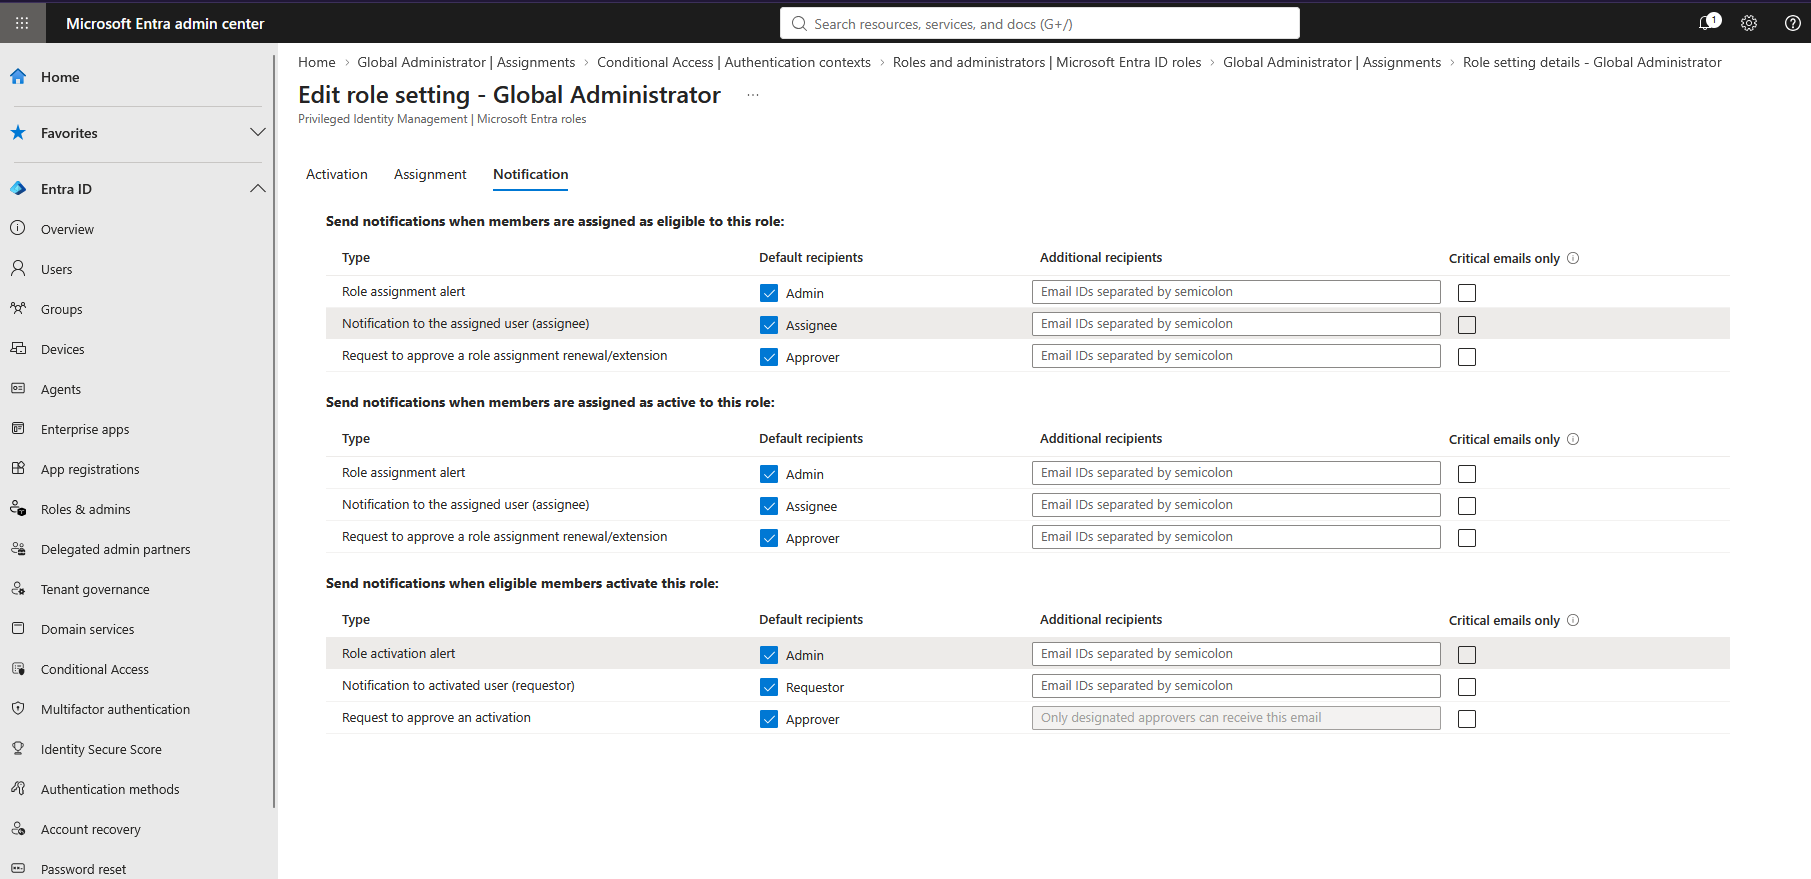 Microsoft Entra admin center
Search resources, services, and docs (G+/)
1
Home
Favorites
Entra ID
Overview
Users
Groups
Devices
Agents
Enterprise apps
App registrations
Roles & admins
Delegated admin partners
Tenant governance
Domain services
Conditional Access
Multifactor authentication
Identity Secure Score
Authentication methods
Account recovery
Password reset
Home > Global Administrator | Assignments > Conditional Access | Authentication contexts > Roles and administrators | Microsoft Entra ID roles > Global Administrator | Assignments > Role setting details - Global Administrator
Edit role setting - Global Administrator ...
Privileged Identity Management | Microsoft Entra roles
Activation Assignment Notification
Send notifications when members are assigned as eligible to this role:
Type Default recipients Additional recipients Critical emails only
Role assignment alert Admin Email IDs separated by semicolon
Notification to the assigned user (assignee) Assignee Email IDs separated by semicolon
Request to approve a role assignment renewal/extension Approver Email IDs separated by semicolon
Send notifications when members are assigned as active to this role:
Type Default recipients Additional recipients Critical emails only
Role assignment alert Admin Email IDs separated by semicolon
Notification to the assigned user (assignee) Assignee Email IDs separated by semicolon
Request to approve a role assignment renewal/extension Approver Email IDs separated by semicolon
Send notifications when eligible members activate this role:
Type Default recipients Additional recipients Critical emails only
Role activation alert Admin Email IDs separated by semicolon
Notification to activated user (requestor) Requestor Email IDs separated by semicolon
Request to approve an activation Approver Only designated approvers can receive this email